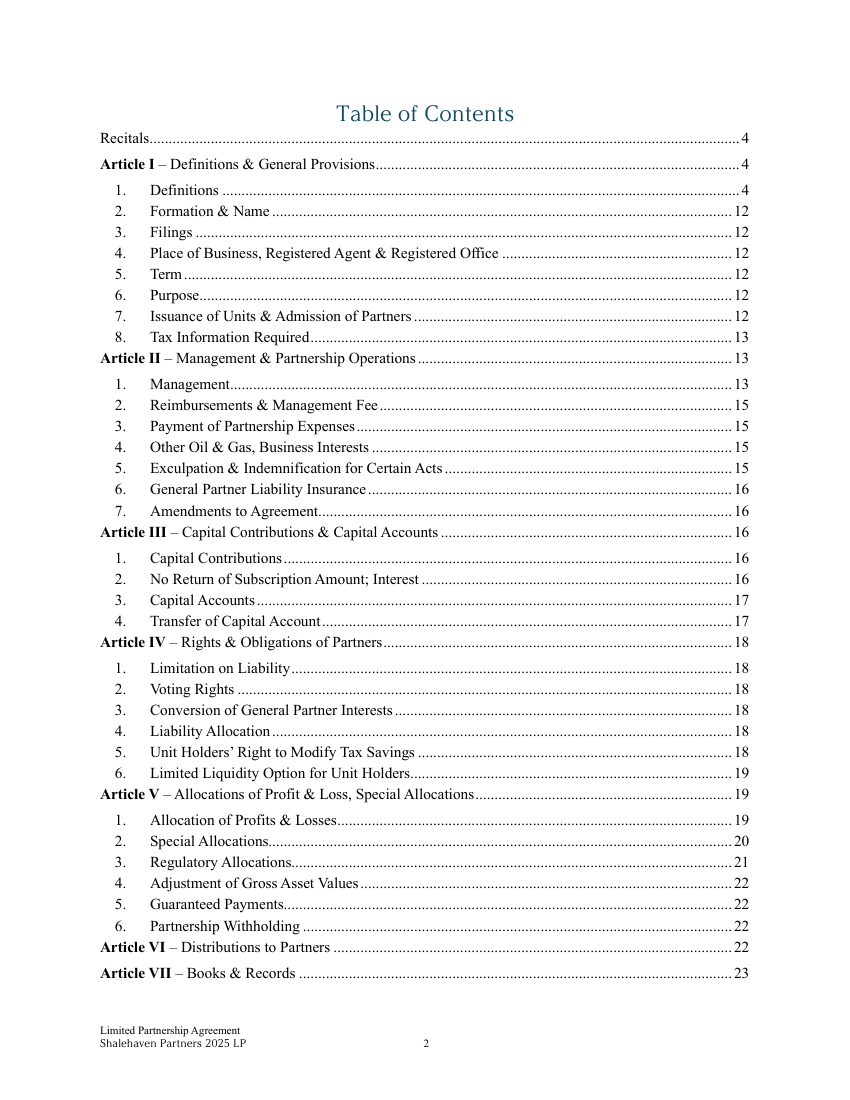 Table of Contents
Recitals 4
Article I – Definitions & General Provisions 4
1. Definitions 4
2. Formation & Name 12
3. Filings 12
4. Place of Business, Registered Agent & Registered Office 12
5. Term 12
6. Purpose 12
7. Issuance of Units & Admission of Partners 12
8. Tax Information Required 13
Article II – Management & Partnership Operations 13
1. Management 13
2. Reimbursements & Management Fee 15
3. Payment of Partnership Expenses 15
4. Other Oil & Gas, Business Interests 15
5. Exculpation & Indemnification for Certain Acts 15
6. General Partner Liability Insurance 16
7. Amendments to Agreement 16
Article III – Capital Contributions & Capital Accounts 16
1. Capital Contributions 16
2. No Return of Subscription Amount; Interest 16
3. Capital Accounts 17
4. Transfer of Capital Account 17
Article IV – Rights & Obligations of Partners 18
1. Limitation on Liability 18
2. Voting Rights 18
3. Conversion of General Partner Interests 18
4. Liability Allocation 18
5. Unit Holders’ Right to Modify Tax Savings 18
6. Limited Liquidity Option for Unit Holders 19
Article V – Allocations of Profit & Loss, Special Allocations 19
1. Allocation of Profits & Losses 19
2. Special Allocations 20
3. Regulatory Allocations 21
4. Adjustment of Gross Asset Values 22
5. Guaranteed Payments 22
6. Partnership Withholding 22
Article VI – Distributions to Partners 22
Article VII – Books & Records 23
Limited Partnership Agreement
Shalehaven Partners 2025 LP 2